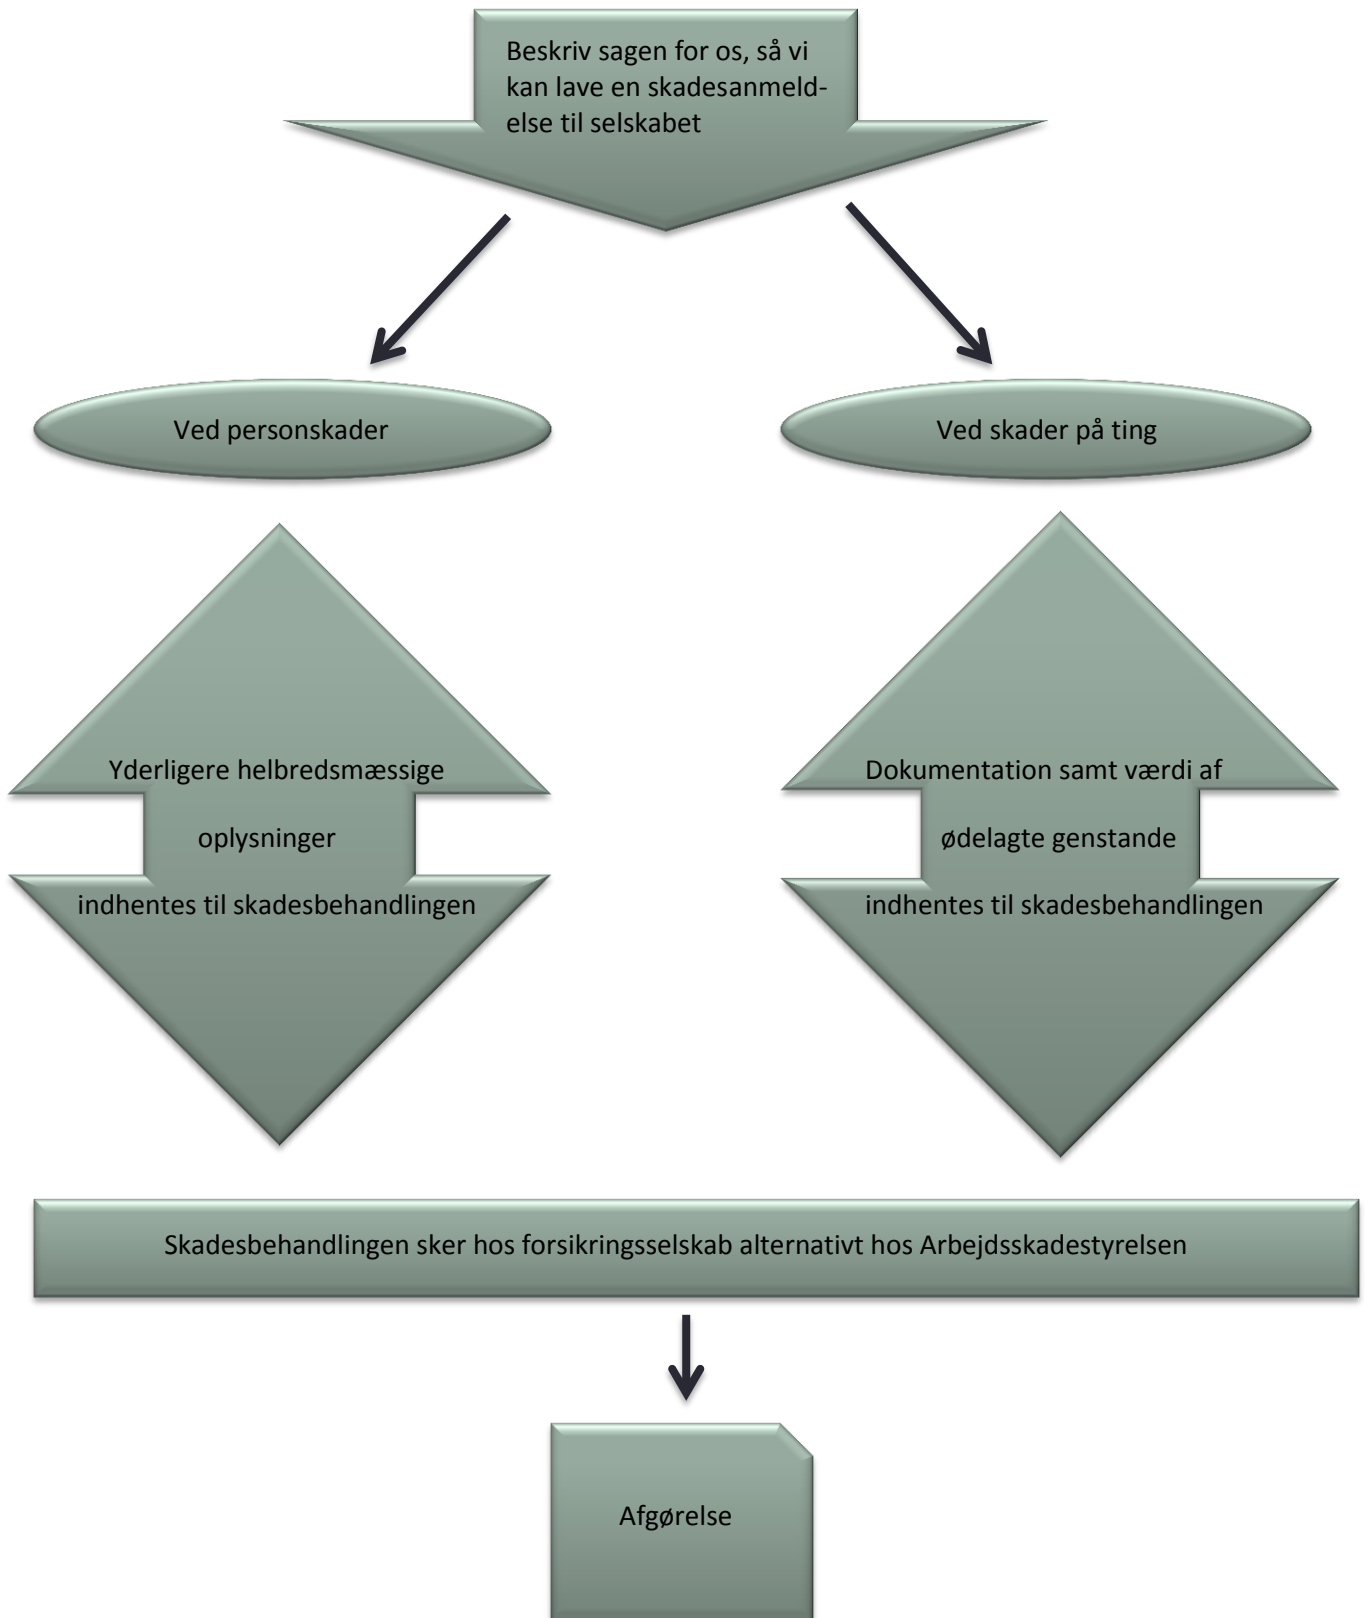 Beskriv sagen for os, så vi
kan lave en skadesanmeld-
else til selskabet
Ved personskader
Ved skader på ting
Yderligere helbredsmæssige
oplysninger
indhentes til skadesbehandlingen
Dokumentation samt værdi af
ødelagte genstande
indhentes til skadesbehandlingen
Skadesbehandlingen sker hos forsikringsselskab alternativt hos Arbejdsskadestyrelsen
Afgørelse